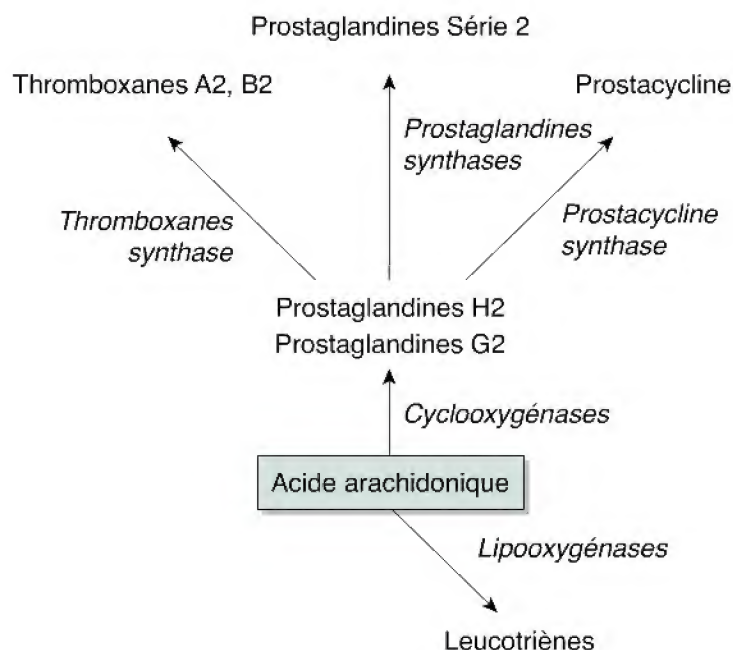 Prostaglandines Série 2
Thromboxanes A2, B2
Prostacycline
Prostaglandines
synthases
Thromboxanes
synthase
Prostacycline
synthase
Prostaglandines H2
Prostaglandines G2
Cyclooxygénases
Acide arachidonique
Lipooxygénases
Leucotriènes